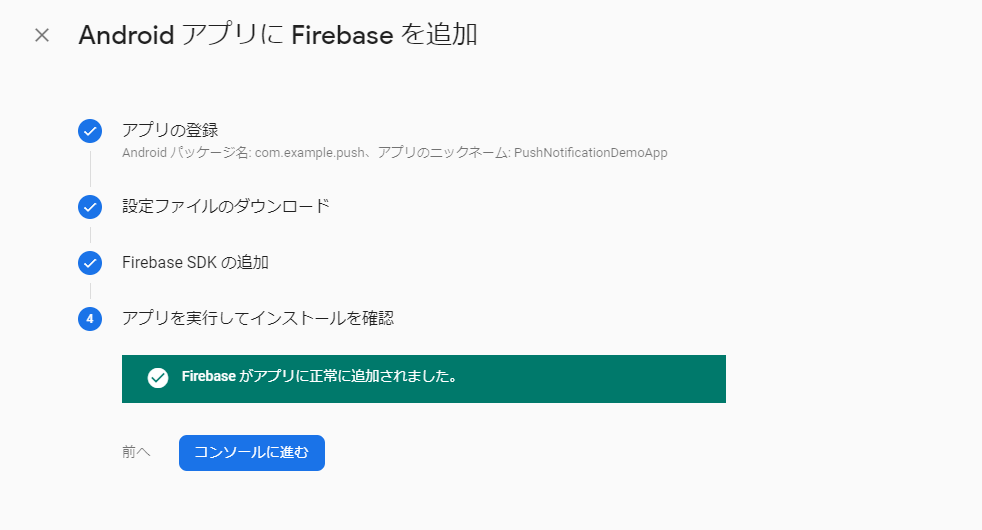 Android アプリに Firebase を追加
アプリの登録
Android パッケージ名: com.example.push、アプリのニックネーム: PushNotificationDemoApp
設定ファイルのダウンロード
Firebase SDK の追加
4 アプリを実行してインストールを確認
Firebase がアプリに正常に追加されました。
前へ コンソールに進む